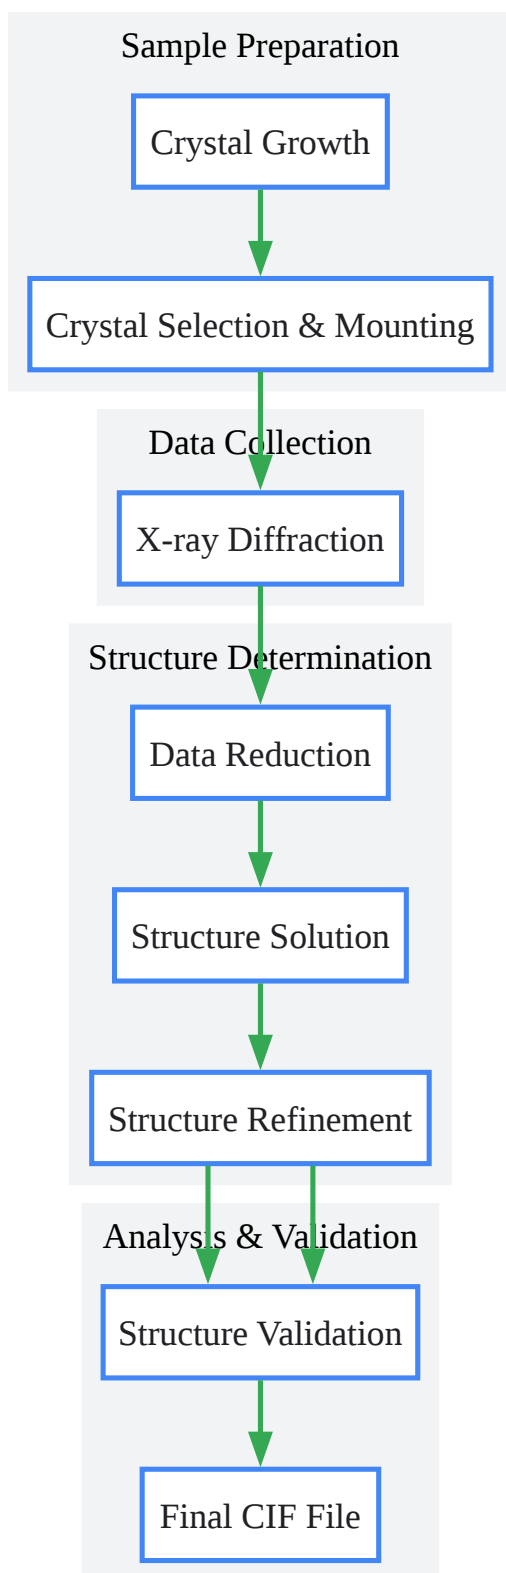 Sample Preparation
Crystal Growth
Crystal Selection & Mounting
Data Collection
X-ray Diffraction
Structure Determination
Data Reduction
Structure Solution
Structure Refinement
Analysis & Validation
Structure Validation
Final CIF File